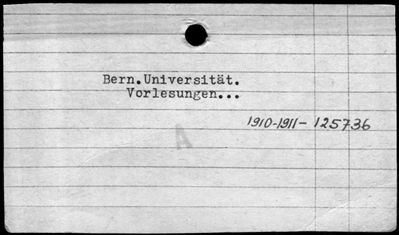 Bern.Universität.
Vorlesungen...
1910-1911- 125736
A